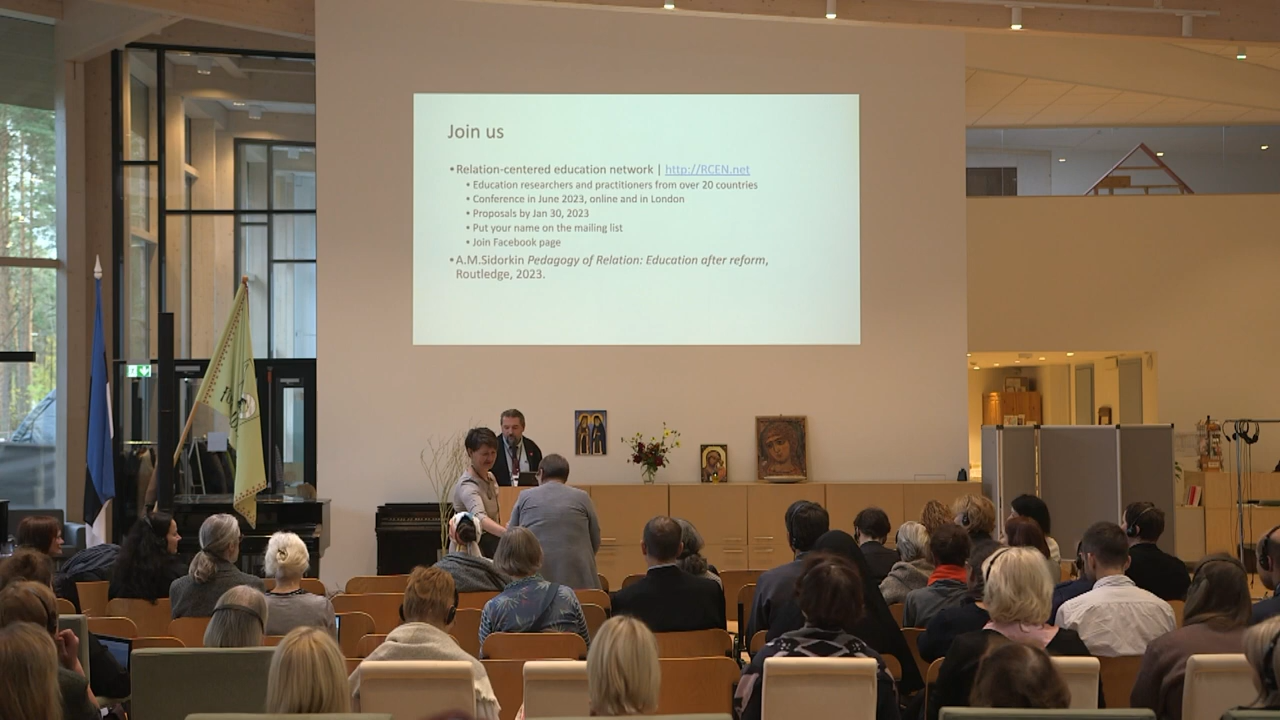 Join us
•Relation-centered education network | http://RCEN.net
• Education researchers and practitioners from over 20 countries
• Conference in June 2023, online and in London
• Proposals by Jan 30, 2023
• Put your name on the mailing list
• Join Facebook page
•A.M.Sidorkin Pedagogy of Relation: Education after reform,
Routledge, 2023.